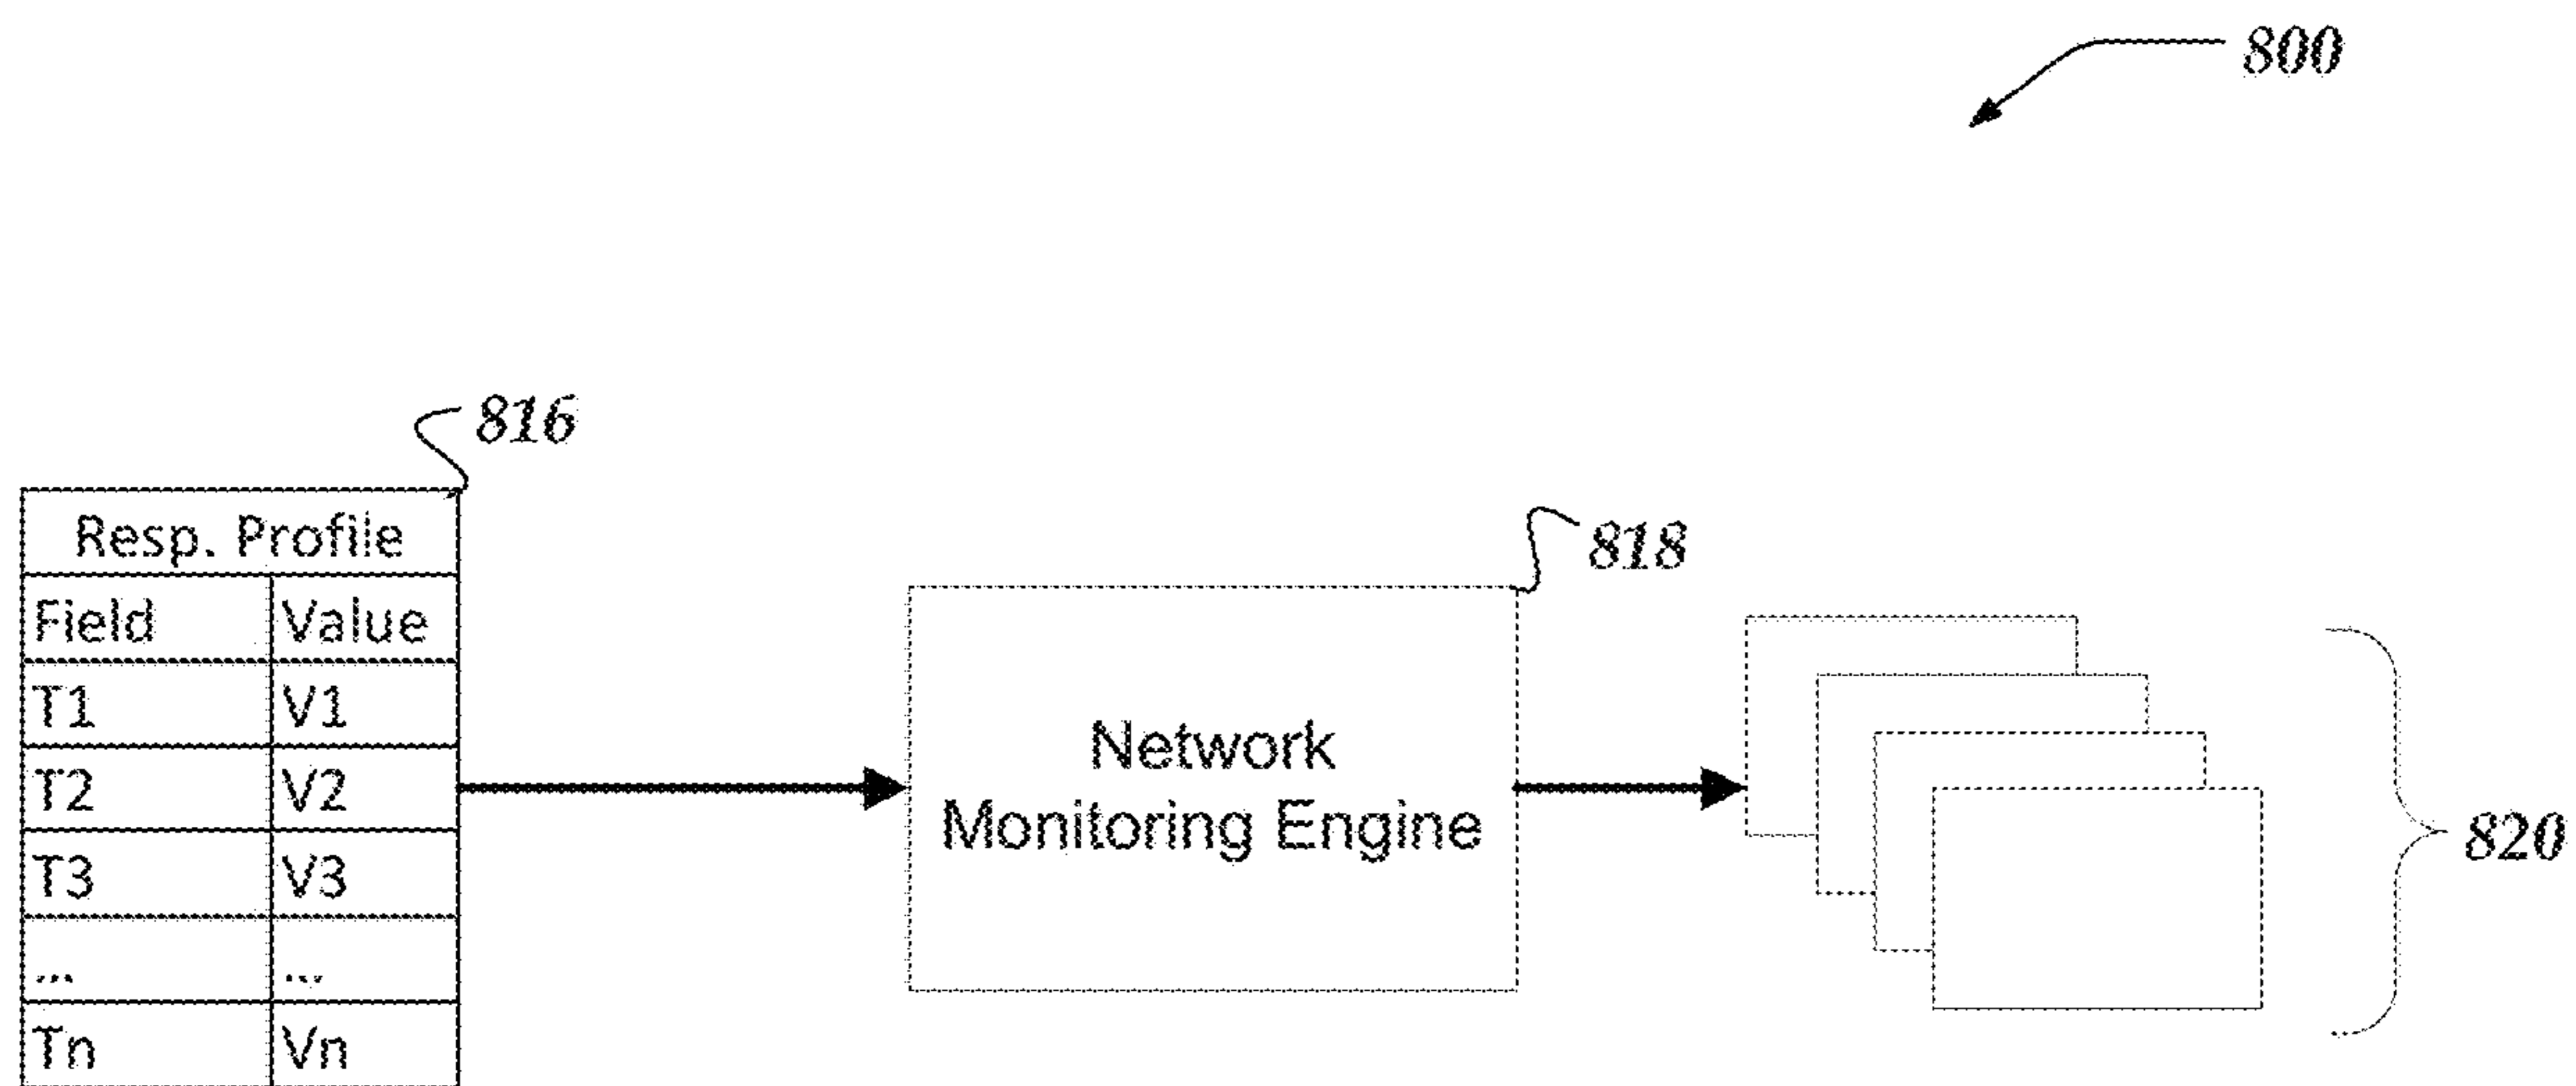 800
816
Resp. Profile
Field Value
T1 V1
T2 V2
T3 V3
... ...
Tn Vn
818
Network
Monitoring Engine
820